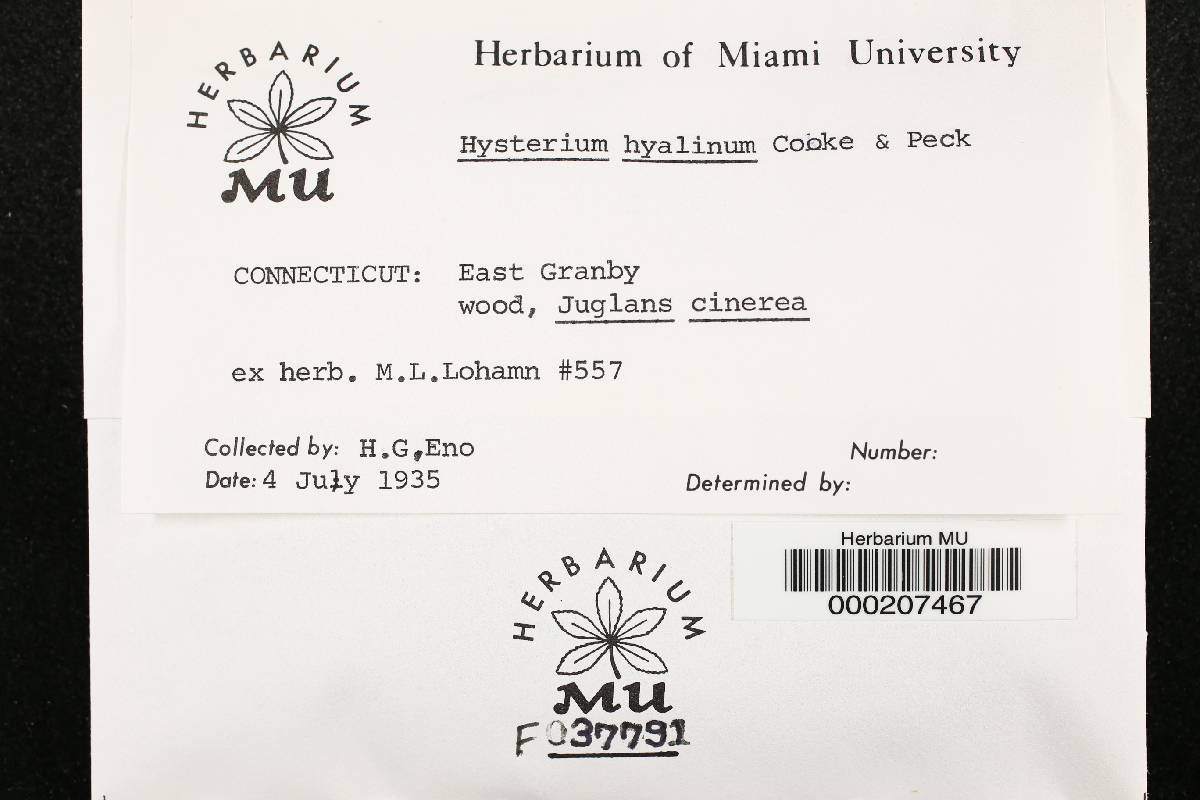 HERBARIUM
MU
Herbarium of Miami University
Hysterium hyalinum Cooke & Peck
CONNECTICUT: East Granby
wood, Juglans cinerea
ex herb. M.L.Lohamn #557
Collected by: H.G,Eno
Number:
Date: 4 July 1935
Determined by:
Herbarium MU
000207467
HERBARIUM
MU
F037791